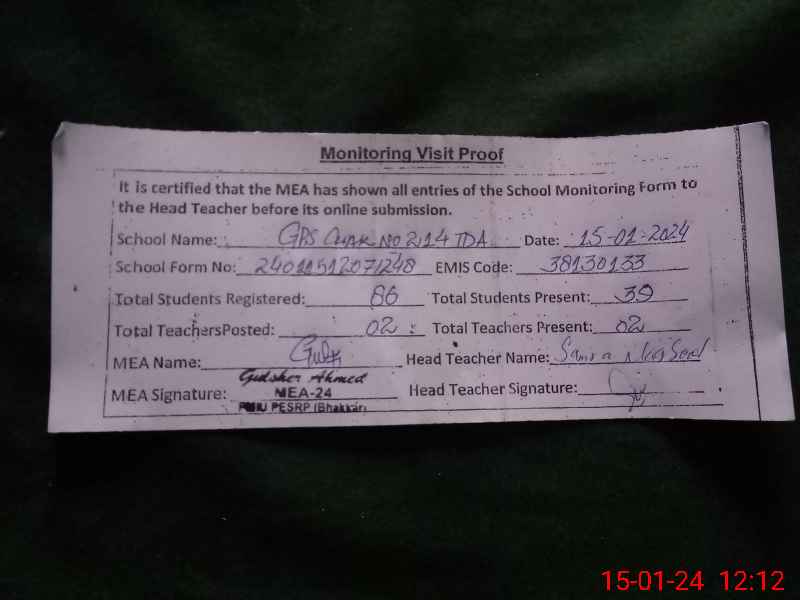 Monitoring Visit Proof
It is certified that the MEA has shown all entries of the School Monitoring Form to
the Head Teacher before its online submission.
School Name: GPS Chak No 214 TDA Date: 15-01-2024
School Form No: EMIS Code: 38130133
Total Students Registered: 66 Total Students Present: 39
Total TeachersPosted: 02 Total Teachers Present: 02
MEA Name: Head Teacher Name: Samra
Gulsher Ahmed
MEA Signature: MEA-24 Head Teacher Signature:
PMIU PESRP (Bhakkar)
15-01-24 12:12